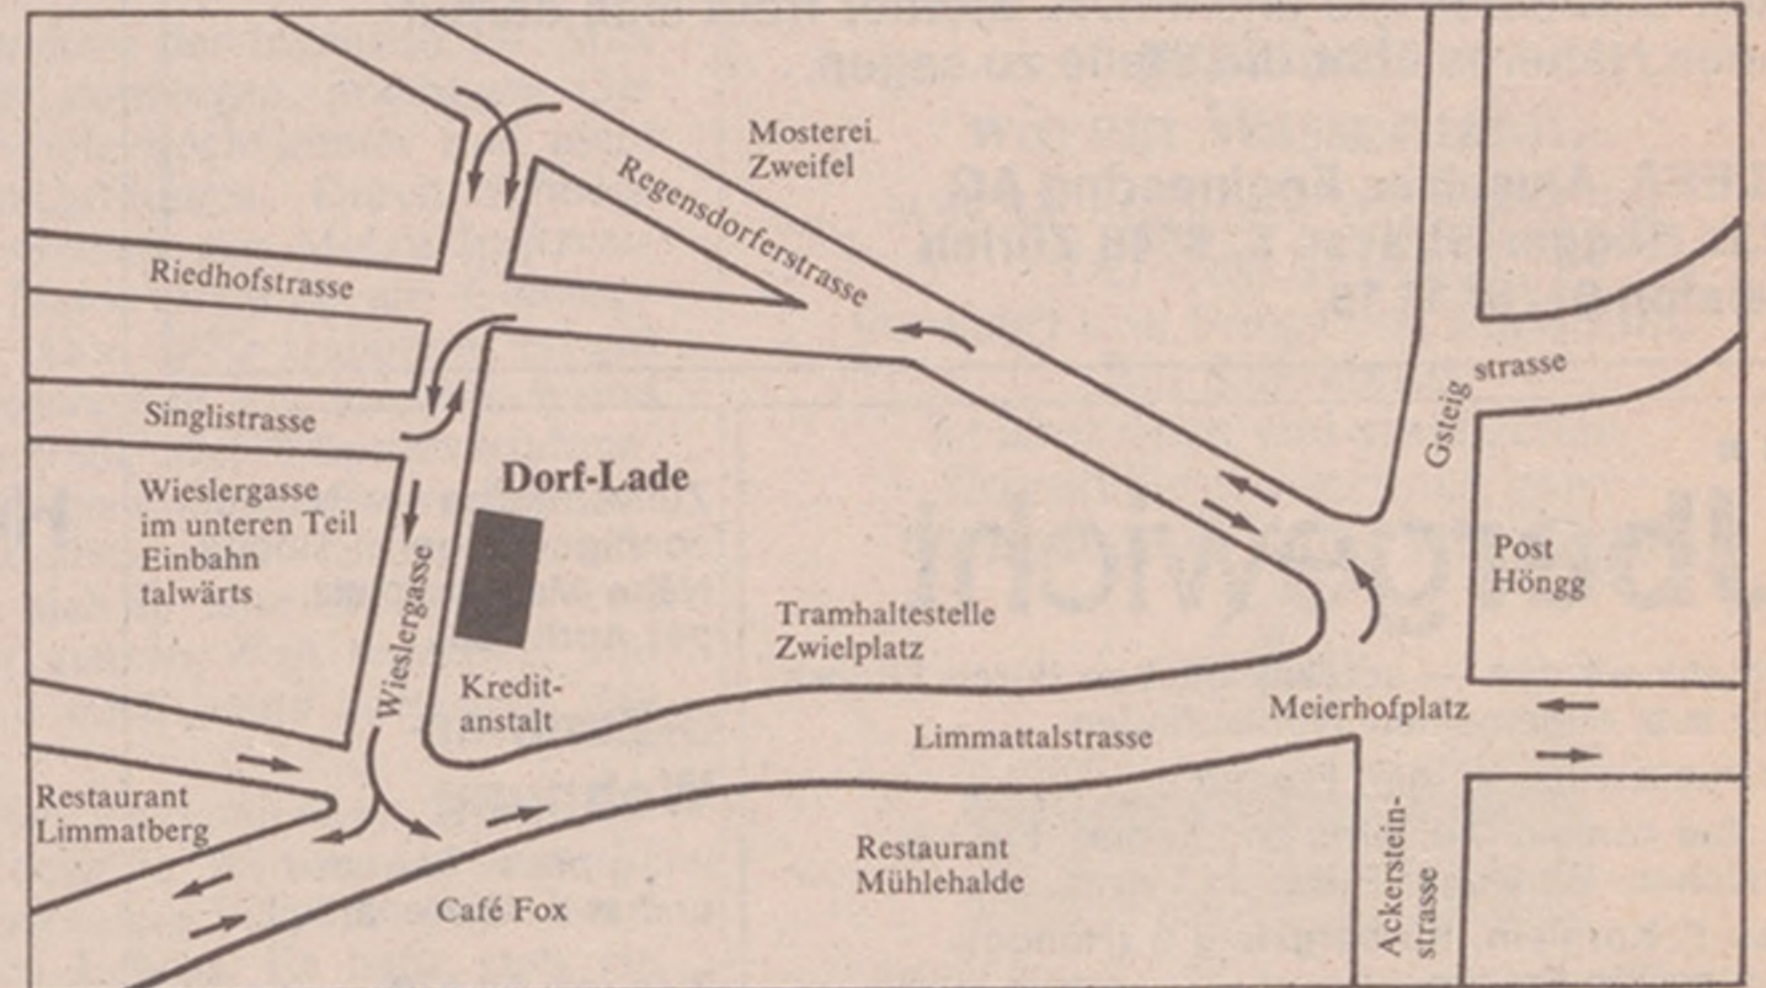 Mosterei
Zweifel
Regensdorferstrasse
Riedhofstrasse
Gsteig
strasse
Singlistrasse
Dorf-Lade
Wieslergasse
im unteren Teil
Einbahn
talwärts
Wieslergasse
Post
Höngg
Tramhaltestelle
Zwielplatz
Kredit-
anstalt
Meierhofplatz
Limmattalstrasse
Restaurant
Limmatberg
Restaurant
Mühlehalde
Café Fox
Ackerstein-
strasse